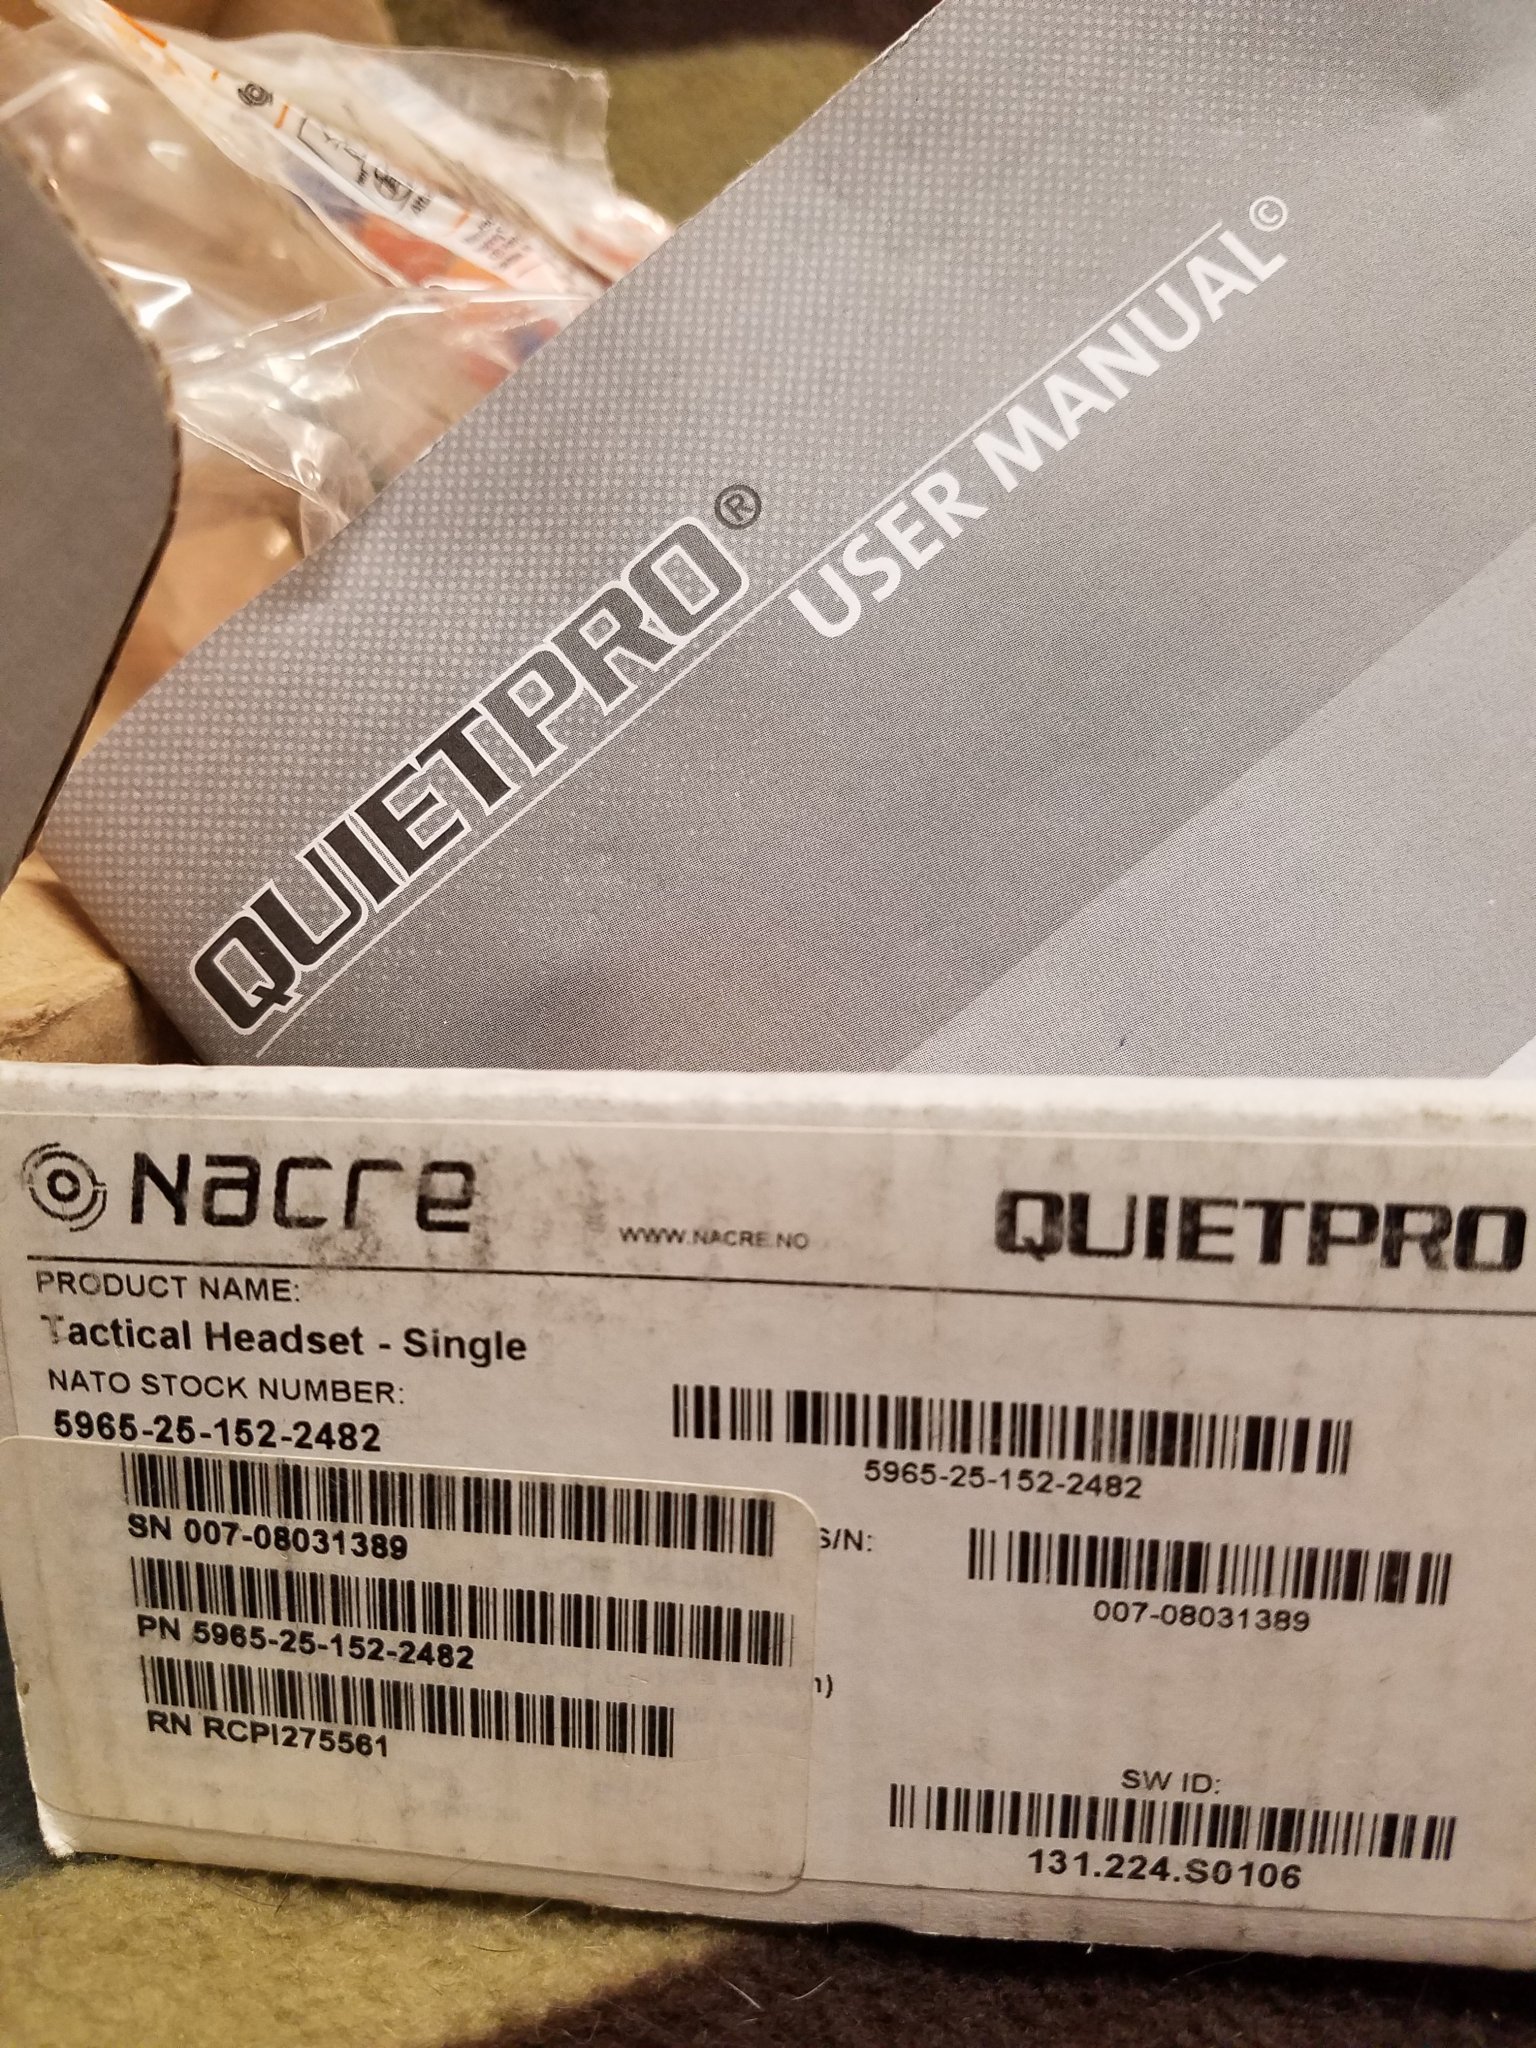 QUIETPRO®
USER MANUAL©
Nacre
WWW.NACRE.NO
QUIETPRO
PRODUCT NAME:
Tactical Headset - Single
NATO STOCK NUMBER:
5965-25-152-2482
5965-25-152-2482
SN 007-08031389
S/N:
007-08031389
PN 5965-25-152-2482
RN RCPI275561
SW ID:
131.224.S0106